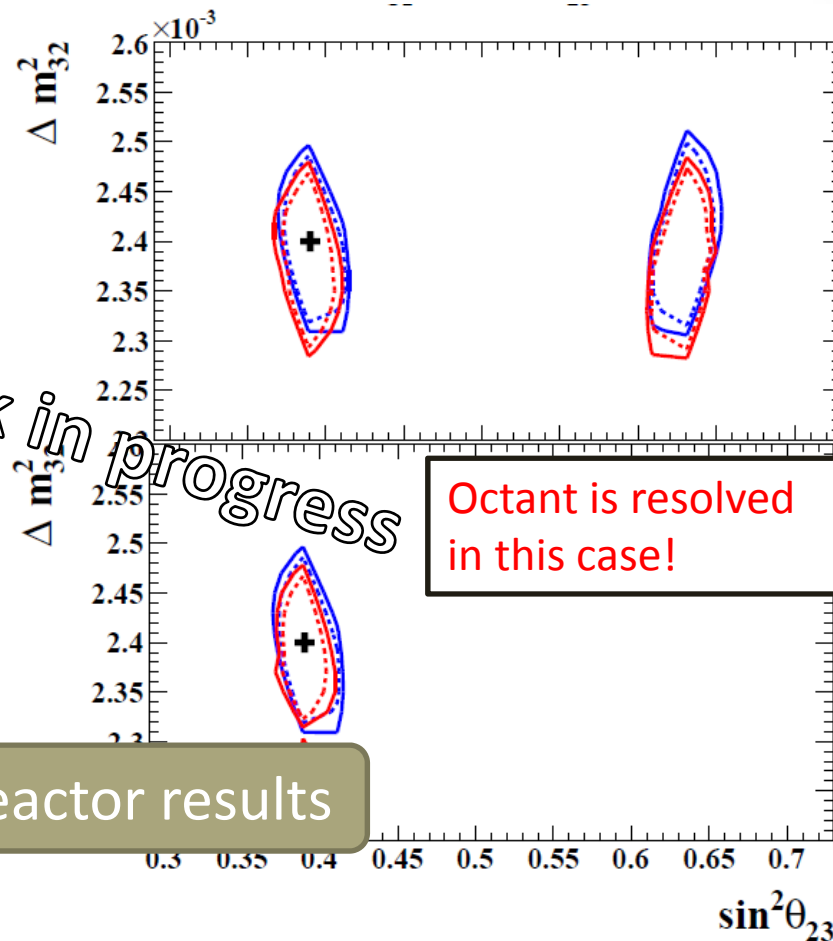 ×10⁻³
Δ m²₃₂
2.6
2.55
2.5
2.45
2.4
2.35
2.3
2.25
in progress
Δ m²
2.55
2.5
2.45
2.4
2.35
Octant is resolved
in this case!
eactor results
0.3 0.35 0.4 0.45 0.5 0.55 0.6 0.65 0.7
sin²θ₂₃